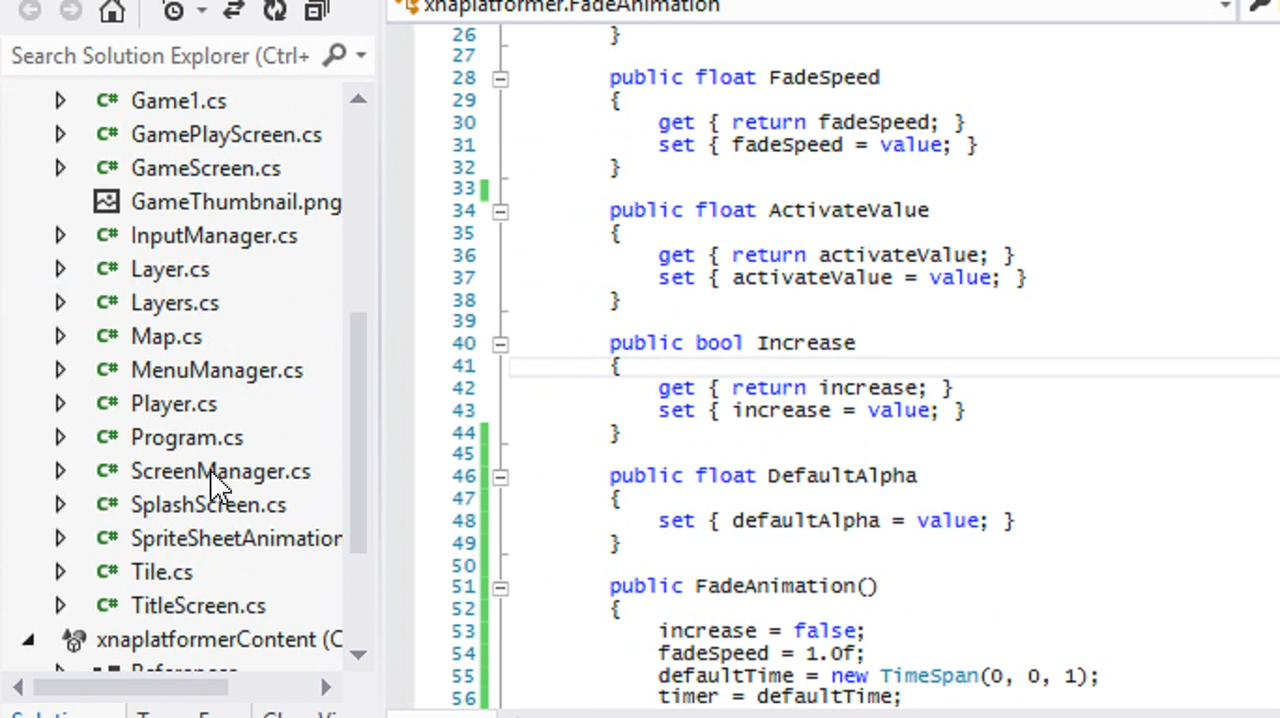 Search Solution Explorer (Ctrl+
Game1.cs
GamePlayScreen.cs
GameScreen.cs
GameThumbnail.png
InputManager.cs
Layer.cs
Layers.cs
Map.cs
MenuManager.cs
Player.cs
Program.cs
ScreenManager.cs
SplashScreen.cs
SpriteSheetAnimation
Tile.cs
TitleScreen.cs
xnaplatformerContent (C
References
xnaplatformer.FadeAnimation
26 }
27
28 public float FadeSpeed
29 {
30 get { return fadeSpeed; }
31 set { fadeSpeed = value; }
32 }
33
34 public float ActivateValue
35 {
36 get { return activateValue; }
37 set { activateValue = value; }
38 }
39
40 public bool Increase
41 {
42 get { return increase; }
43 set { increase = value; }
44 }
45
46 public float DefaultAlpha
47 {
48 set { defaultAlpha = value; }
49 }
50
51 public FadeAnimation()
52 {
53 increase = false;
54 fadeSpeed = 1.0f;
55 defaultTime = new TimeSpan(0, 0, 1);
56 timer = defaultTime;